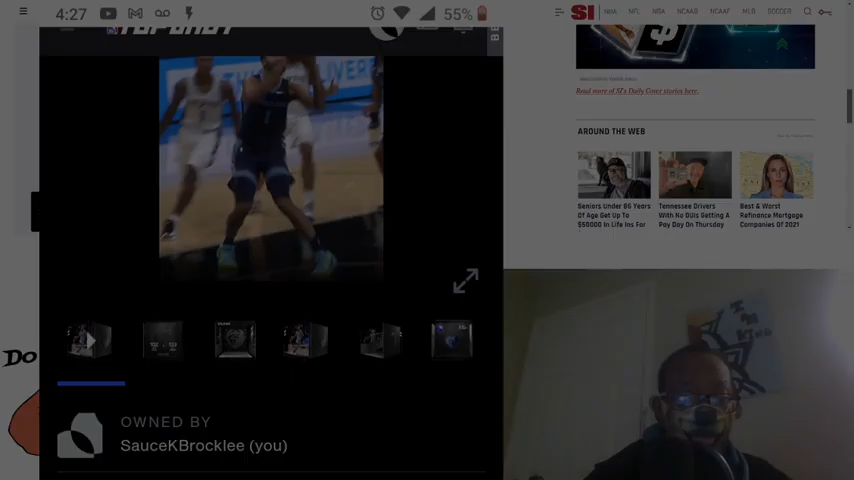 4:27
55%
OWNED BY
SauceKBrocklee (you)
Do
SI
NFL NBA NCAAB NCAAF MLB SOCCER
Read more of SI's Daily Cover stories here.
AROUND THE WEB
Seniors Under 85 Years
Of Age Get Up To
$50000 In Life Ins For
Tennessee Drivers
With No DUIs Getting A
Pay Day On Thursday
Best & Worst
Refinance Mortgage
Companies Of 2021